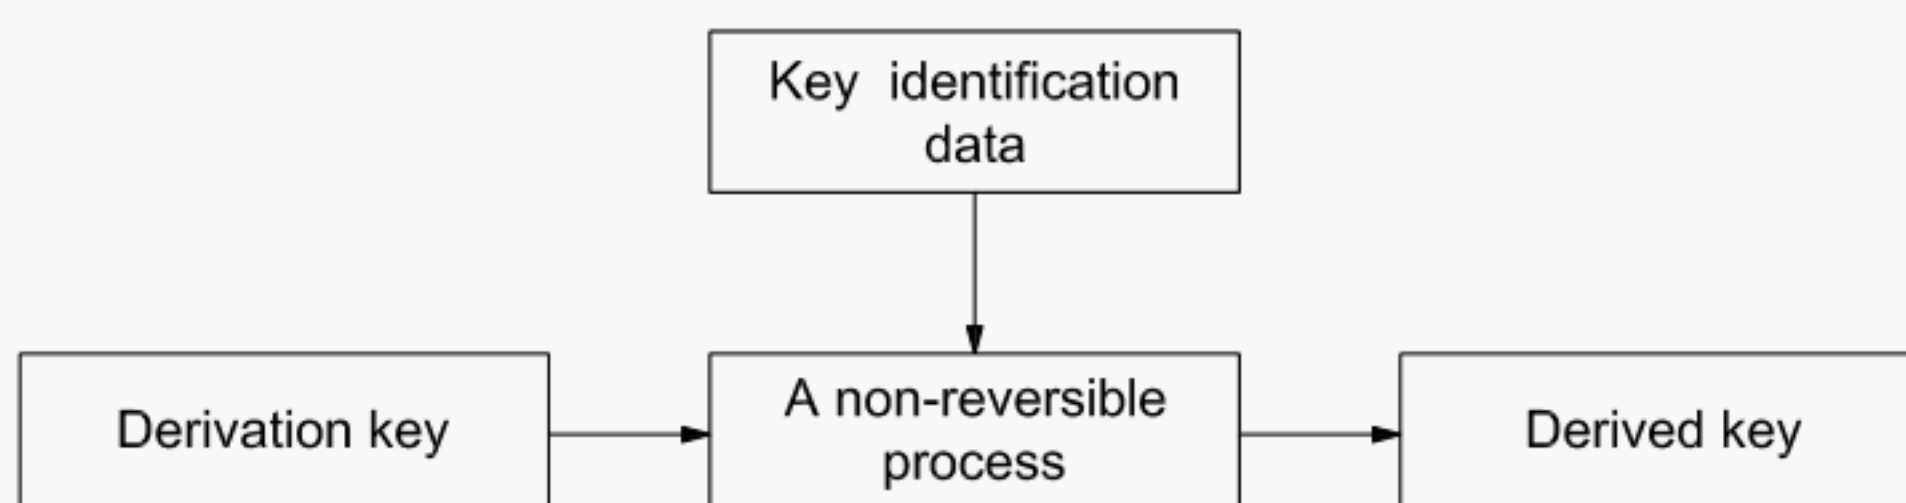 Key identification
data
Derivation key
A non-reversible
process
Derived key